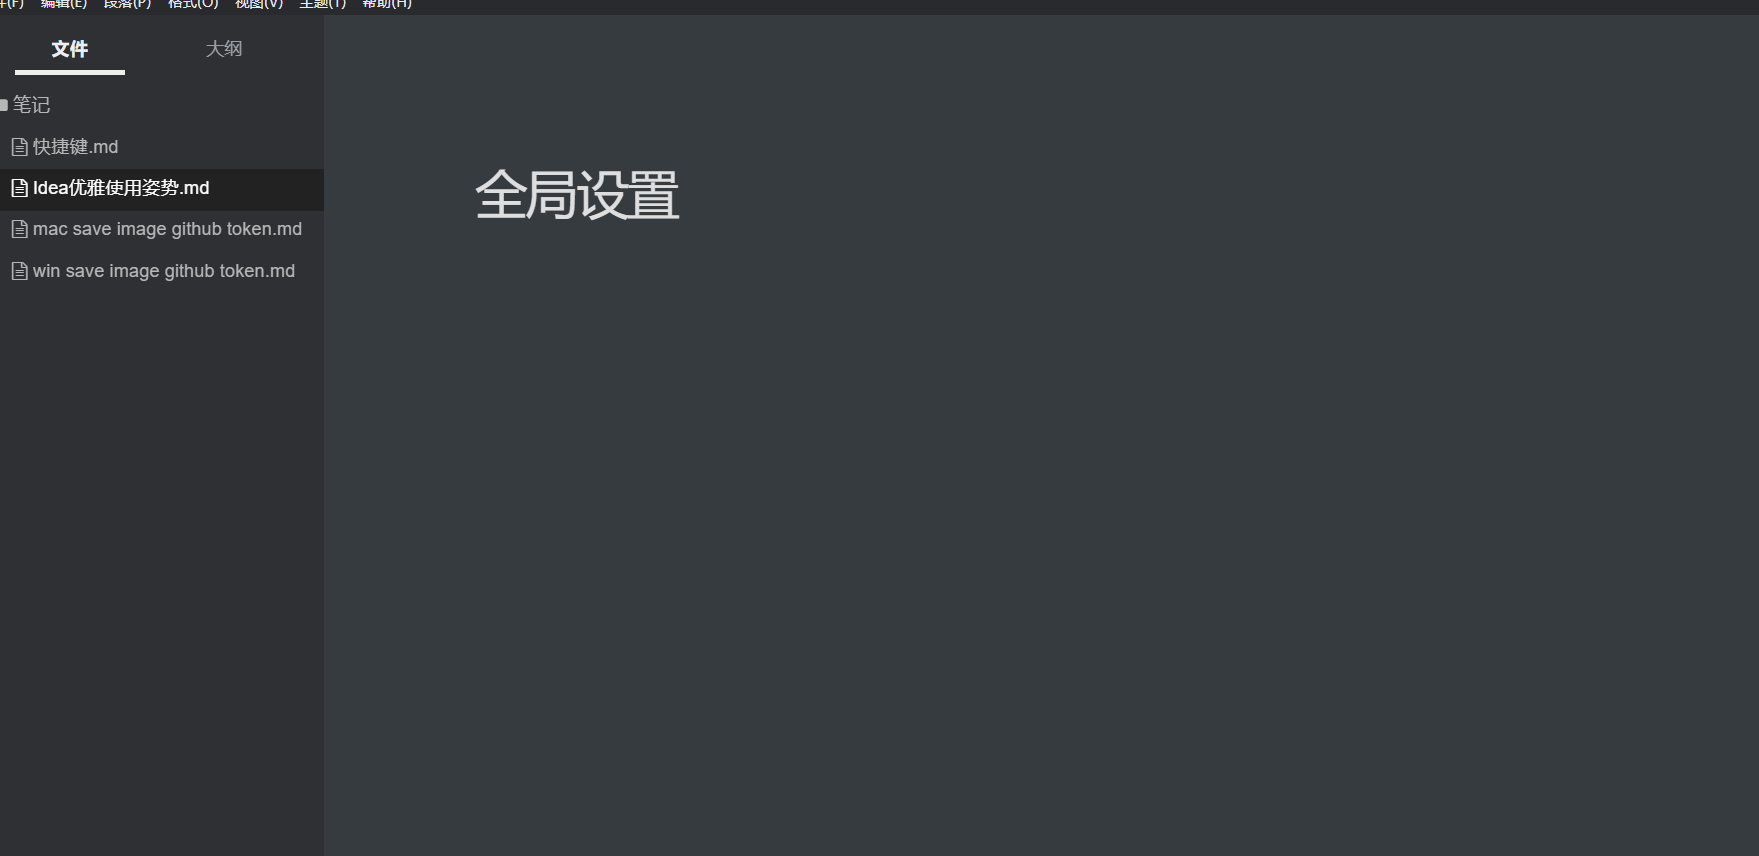 (F) 编辑(E) 段落(P) 格式(O) 视图(V) 主题(T) 帮助(H)
文件 大纲
笔记
快捷键.md
Idea优雅使用姿势.md
mac save image github token.md
win save image github token.md
全局设置